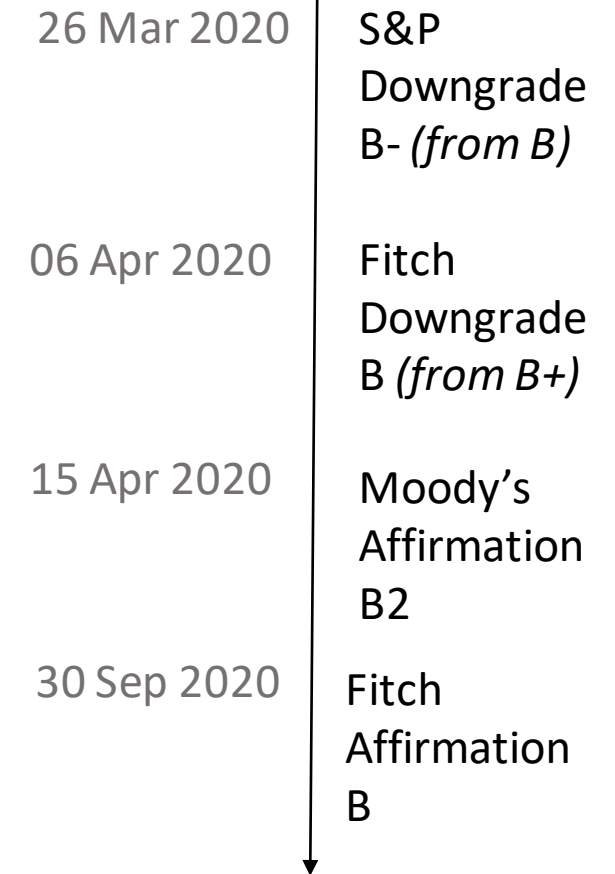 26 Mar 2020
S&P
Downgrade
B- (from B)
06 Apr 2020
Fitch
Downgrade
B (from B+)
15 Apr 2020
Moody’s
Affirmation
B2
30 Sep 2020
Fitch
Affirmation
B